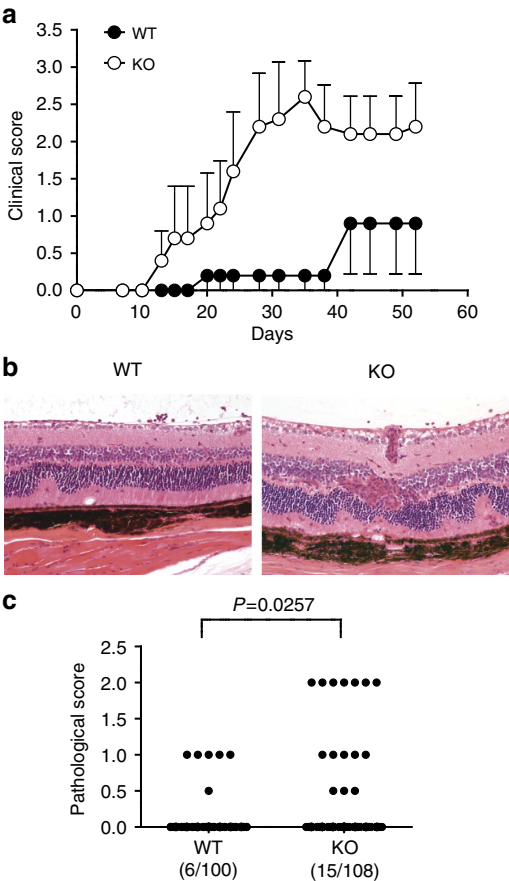 a
3.5
3.0
2.5
2.0
1.5
1.0
0.5
0.0
Clinical score
WT
KO
0 10 20 30 40 50 60
Days
b
WT KO
c
P=0.0257
2.5
2.0
1.5
1.0
0.5
0.0
Pathological score
WT KO
(6/100) (15/108)